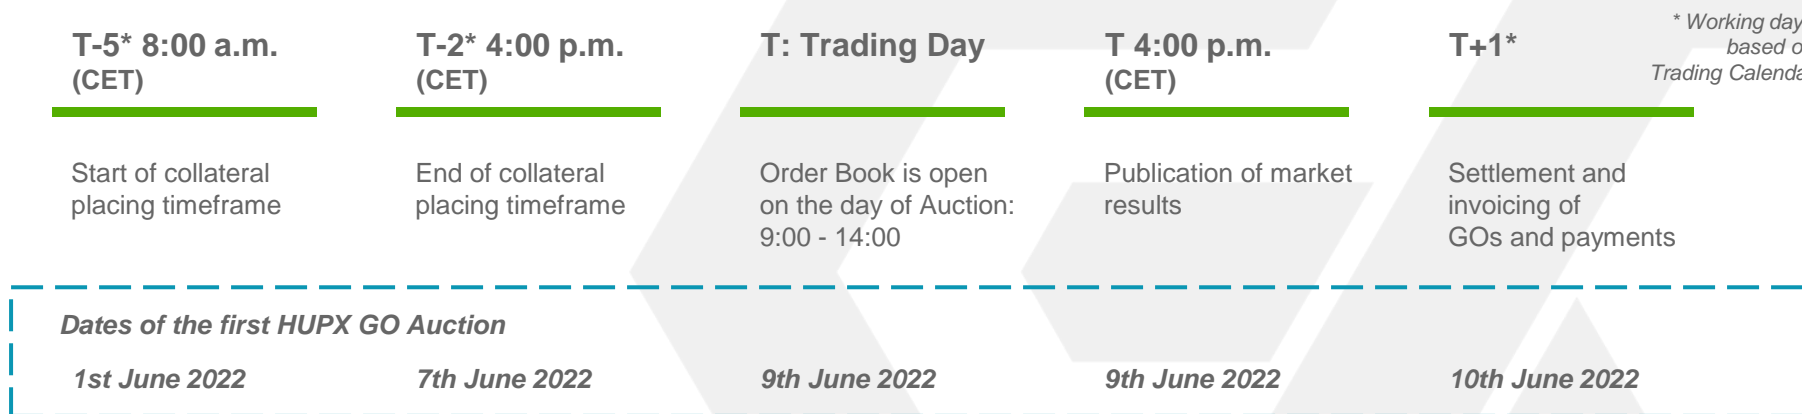 T-5* 8:00 a.m.
(CET)
T-2* 4:00 p.m.
(CET)
T: Trading Day
T 4:00 p.m.
(CET)
T+1*
* Working day
based o
Trading Calenda
Start of collateral
placing timeframe
End of collateral
placing timeframe
Order Book is open
on the day of Auction:
9:00 - 14:00
Publication of market
results
Settlement and
invoicing of
GOs and payments
Dates of the first HUPX GO Auction
1st June 2022
7th June 2022
9th June 2022
9th June 2022
10th June 2022